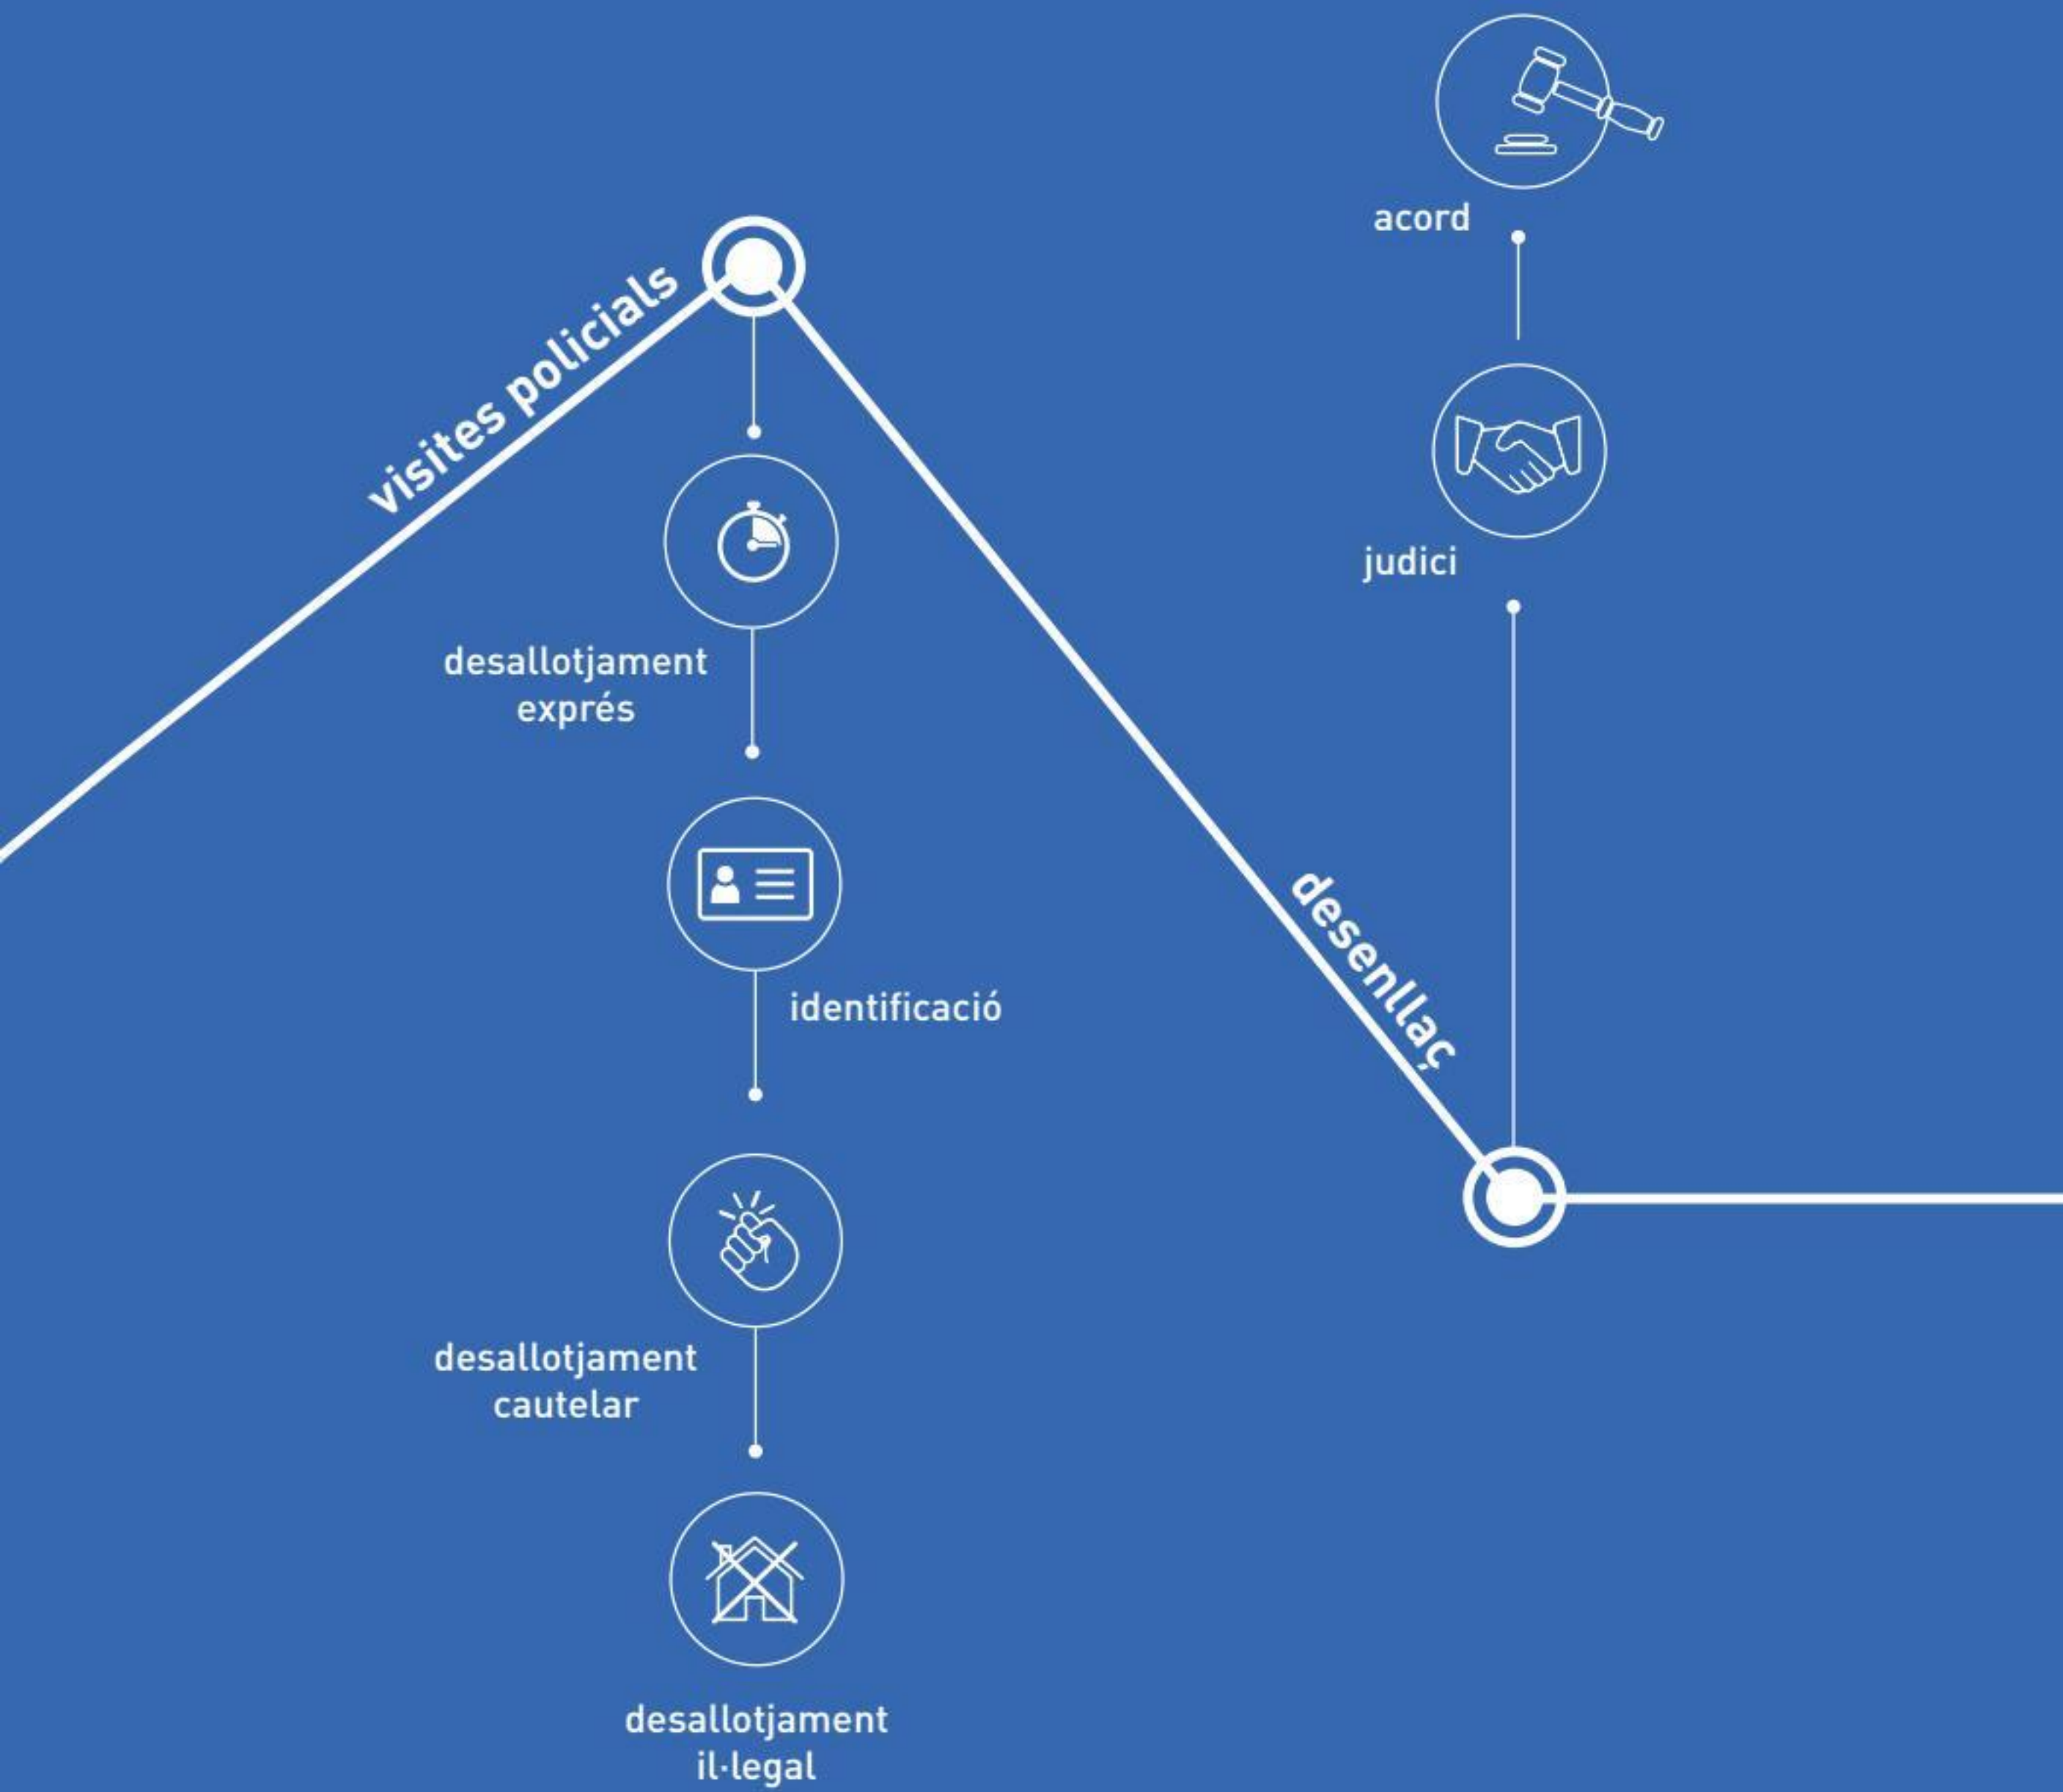 visites policials
desallotjament
exprés
identificació
desallotjament
cautelar
desallotjament
il·legal
desenllaç
acord
judici